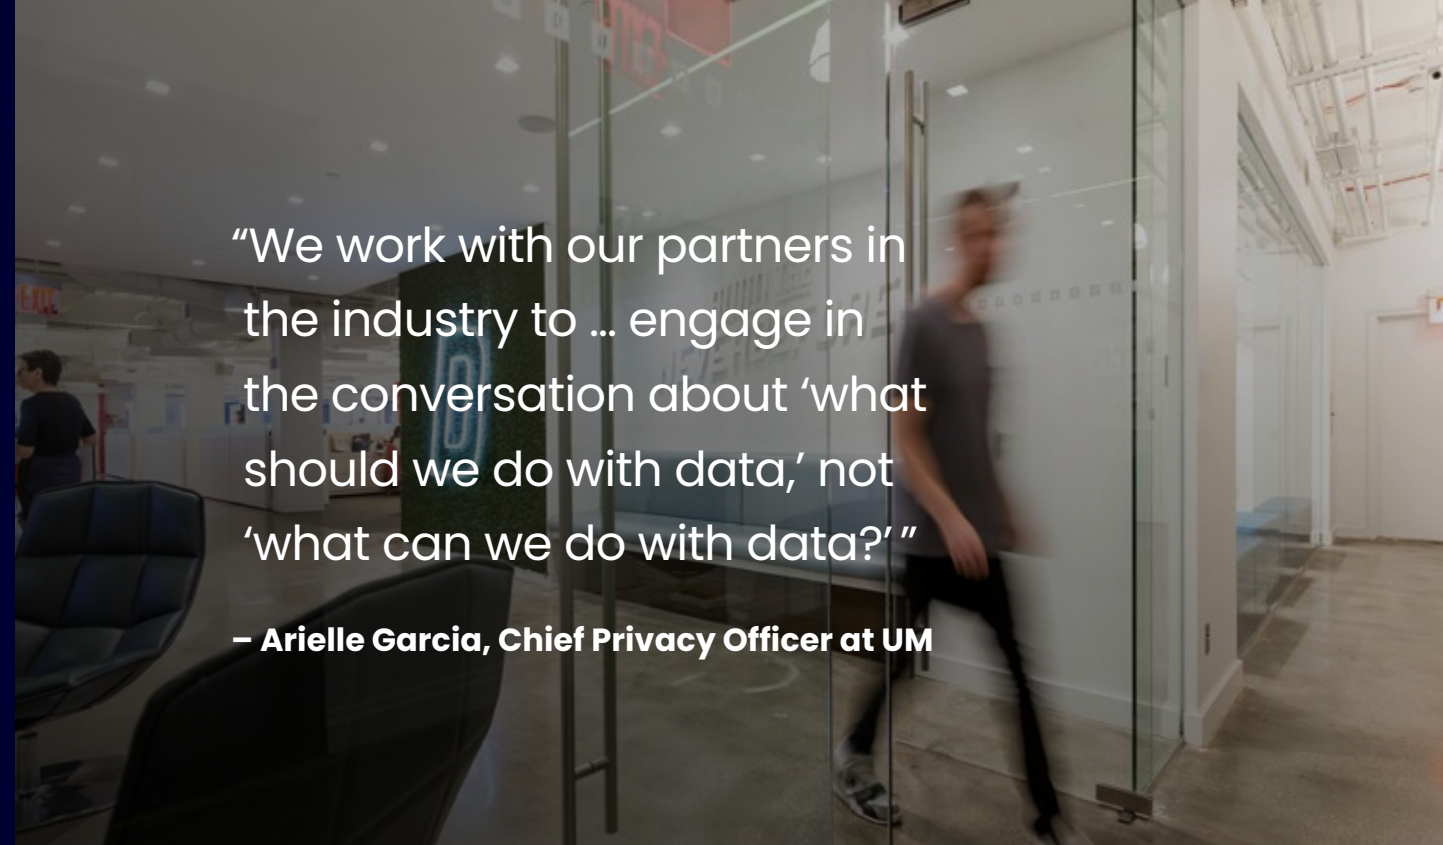 “We work with our partners in
the industry to ... engage in
the conversation about ‘what
should we do with data,’ not
‘what can we do with data?’ ”
– Arielle Garcia, Chief Privacy Officer at UM
EXIT